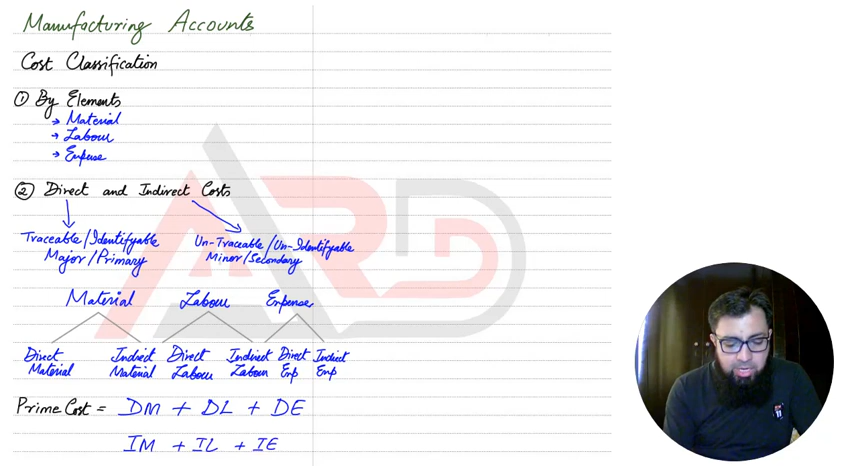 Manufacturing Accounts
Cost Classification
① By Elements
→ Material
→ Labour
→ Expense
② Direct and Indirect Costs
Traceable/Identifyable Un-Traceable/Un-Identifyable
Major/Primary Minor/Secondary
Material Labour Expense
Direct Material Indirect Material Direct Labour Indirect Labour Direct Exp Indirect Exp
Prime Cost = DM + DL + DE
IM + IL + IE
ARD